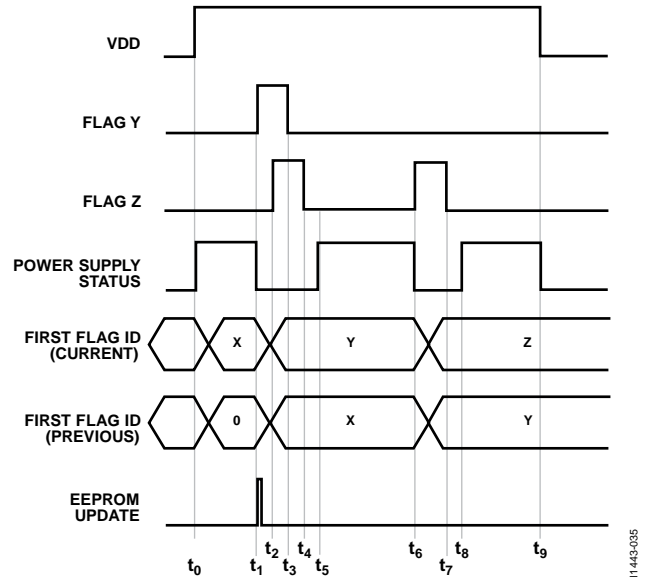 VDD
FLAG Y
FLAG Z
POWER SUPPLY
STATUS
FIRST FLAG ID
(CURRENT)
X
Y
Z
FIRST FLAG ID
(PREVIOUS)
0
X
Y
EEPROM
UPDATE
t0
t1
t2
t3
t4
t5
t6
t7
t8
t9
11443-035